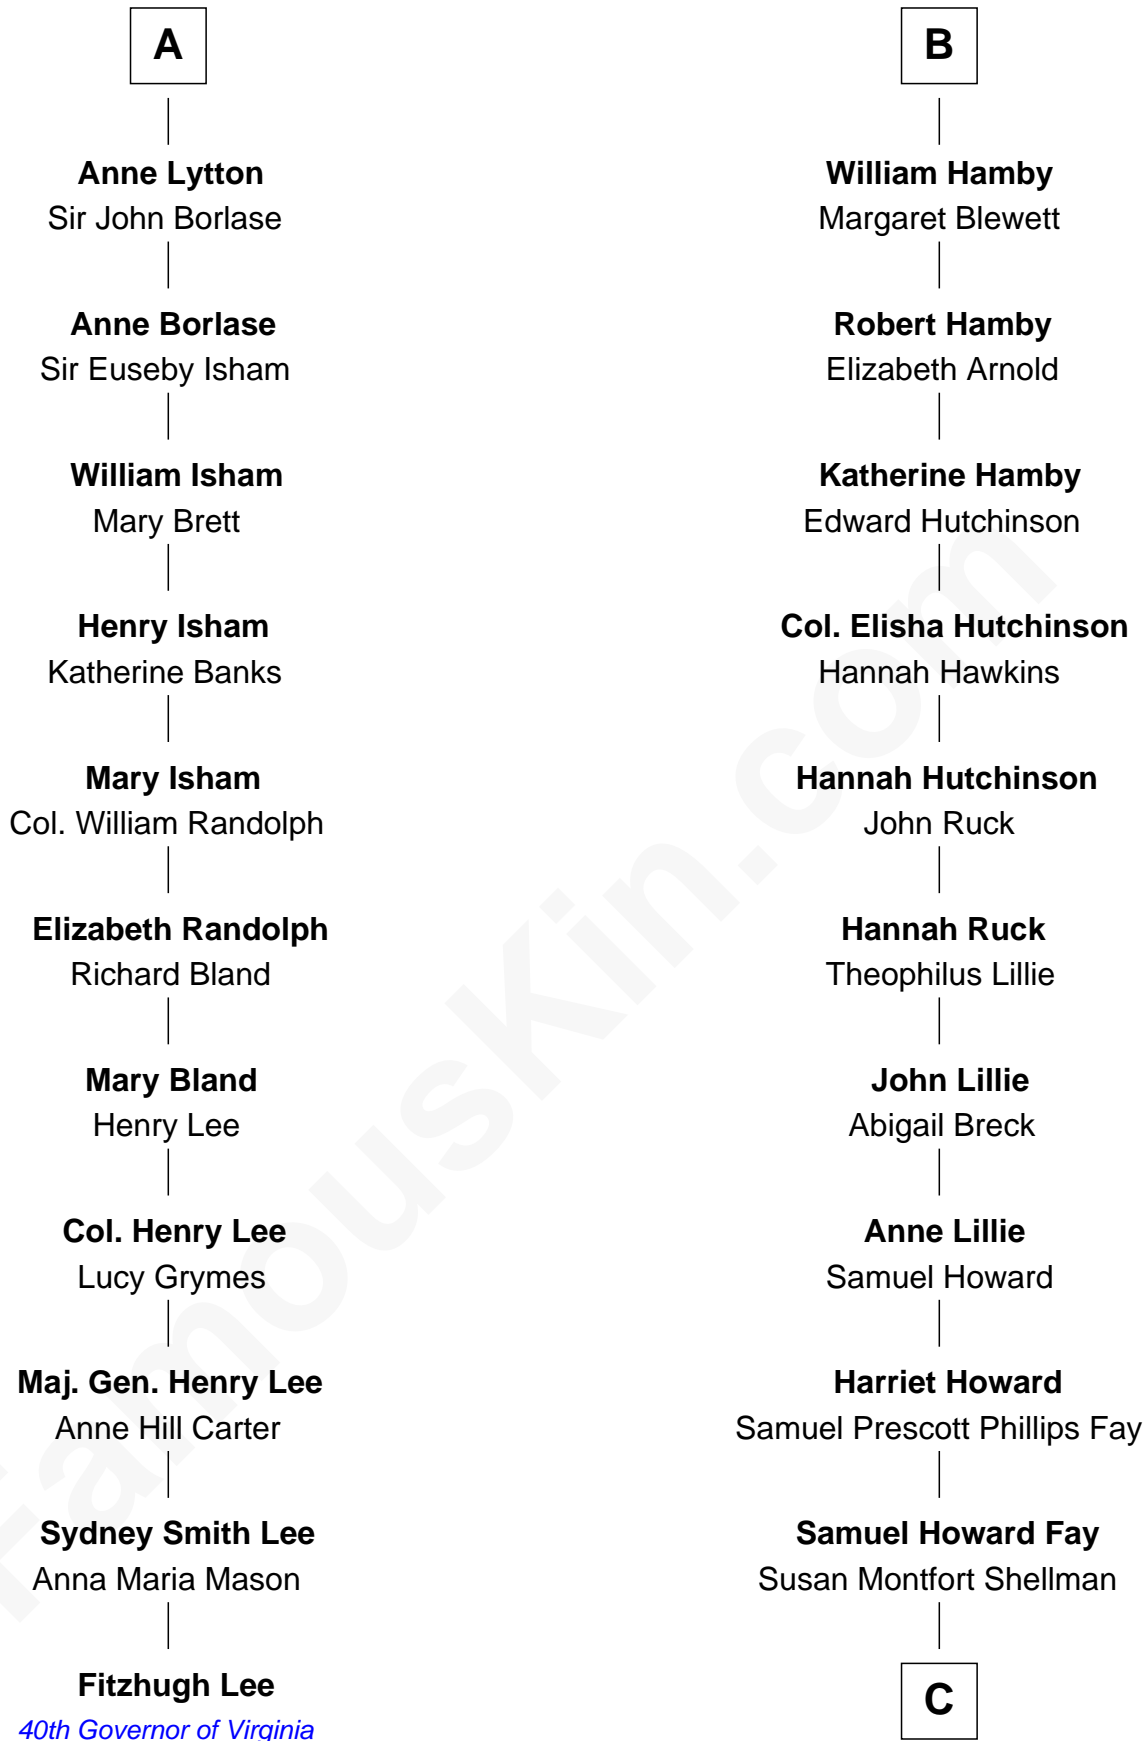 A
Anne Lytton
Sir John Borlase
Anne Borlase
Sir Euseby Isham
William Isham
Mary Brett
Henry Isham
Katherine Banks
Mary Isham
Col. William Randolph
Elizabeth Randolph
Richard Bland
Mary Bland
Henry Lee
Col. Henry Lee
Lucy Grymes
Maj. Gen. Henry Lee
Anne Hill Carter
Sydney Smith Lee
Anna Maria Mason
Fitzhugh Lee
40th Governor of Virginia
B
William Hamby
Margaret Blewett
Robert Hamby
Elizabeth Arnold
Katherine Hamby
Edward Hutchinson
Col. Elisha Hutchinson
Hannah Hawkins
Hannah Hutchinson
John Ruck
Hannah Ruck
Theophilus Lillie
John Lillie
Abigail Breck
Anne Lillie
Samuel Howard
Harriet Howard
Samuel Prescott Phillips Fay
Samuel Howard Fay
Susan Montfort Shellman
C
FamousKin.com